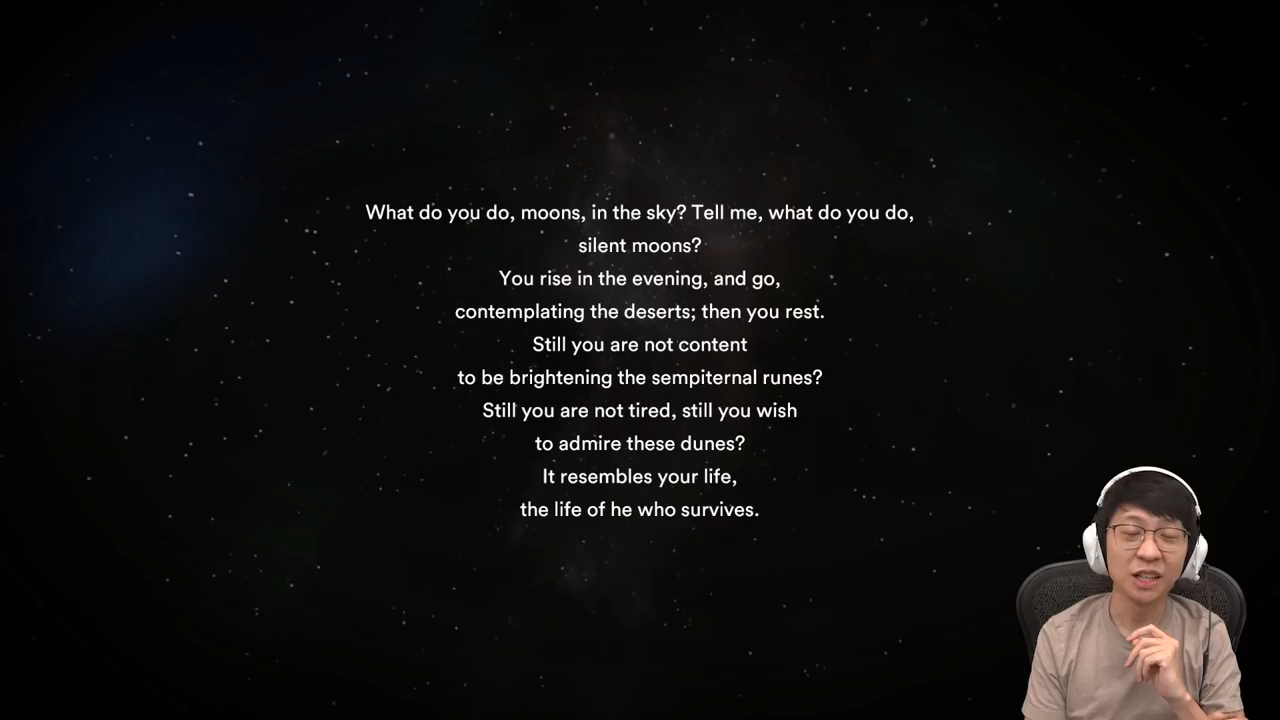 What do you do, moons, in the sky? Tell me, what do you do,
silent moons?
You rise in the evening, and go,
contemplating the deserts; then you rest.
Still you are not content
to be brightening the sempiternal runes?
Still you are not tired, still you wish
to admire these dunes?
It resembles your life,
the life of he who survives.